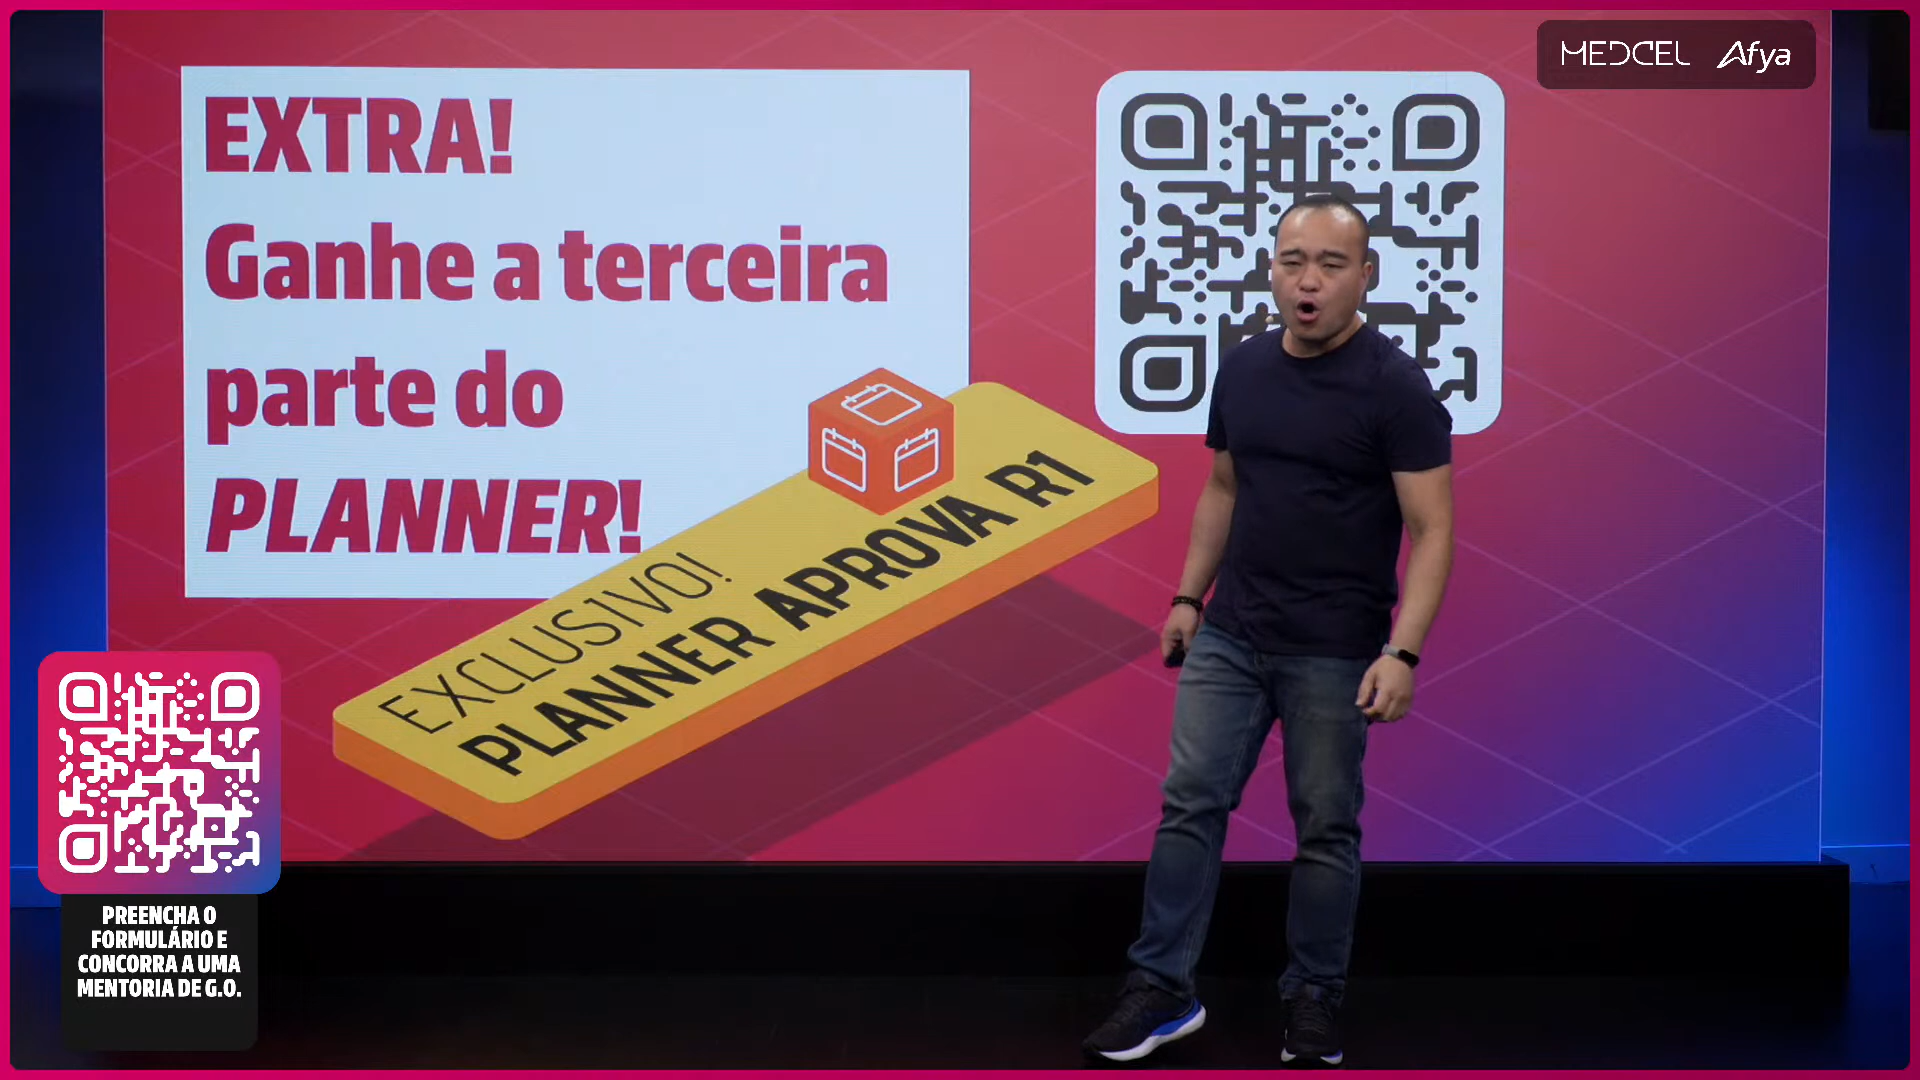 MEDCEL Afya
EXTRA!
Ganhe a terceira
parte do
PLANNER!
EXCLUSIVO!
PLANNER APROVA R1
PREENCHA O
FORMULÁRIO E
CONCORRA A UMA
MENTORIA DE G.O.